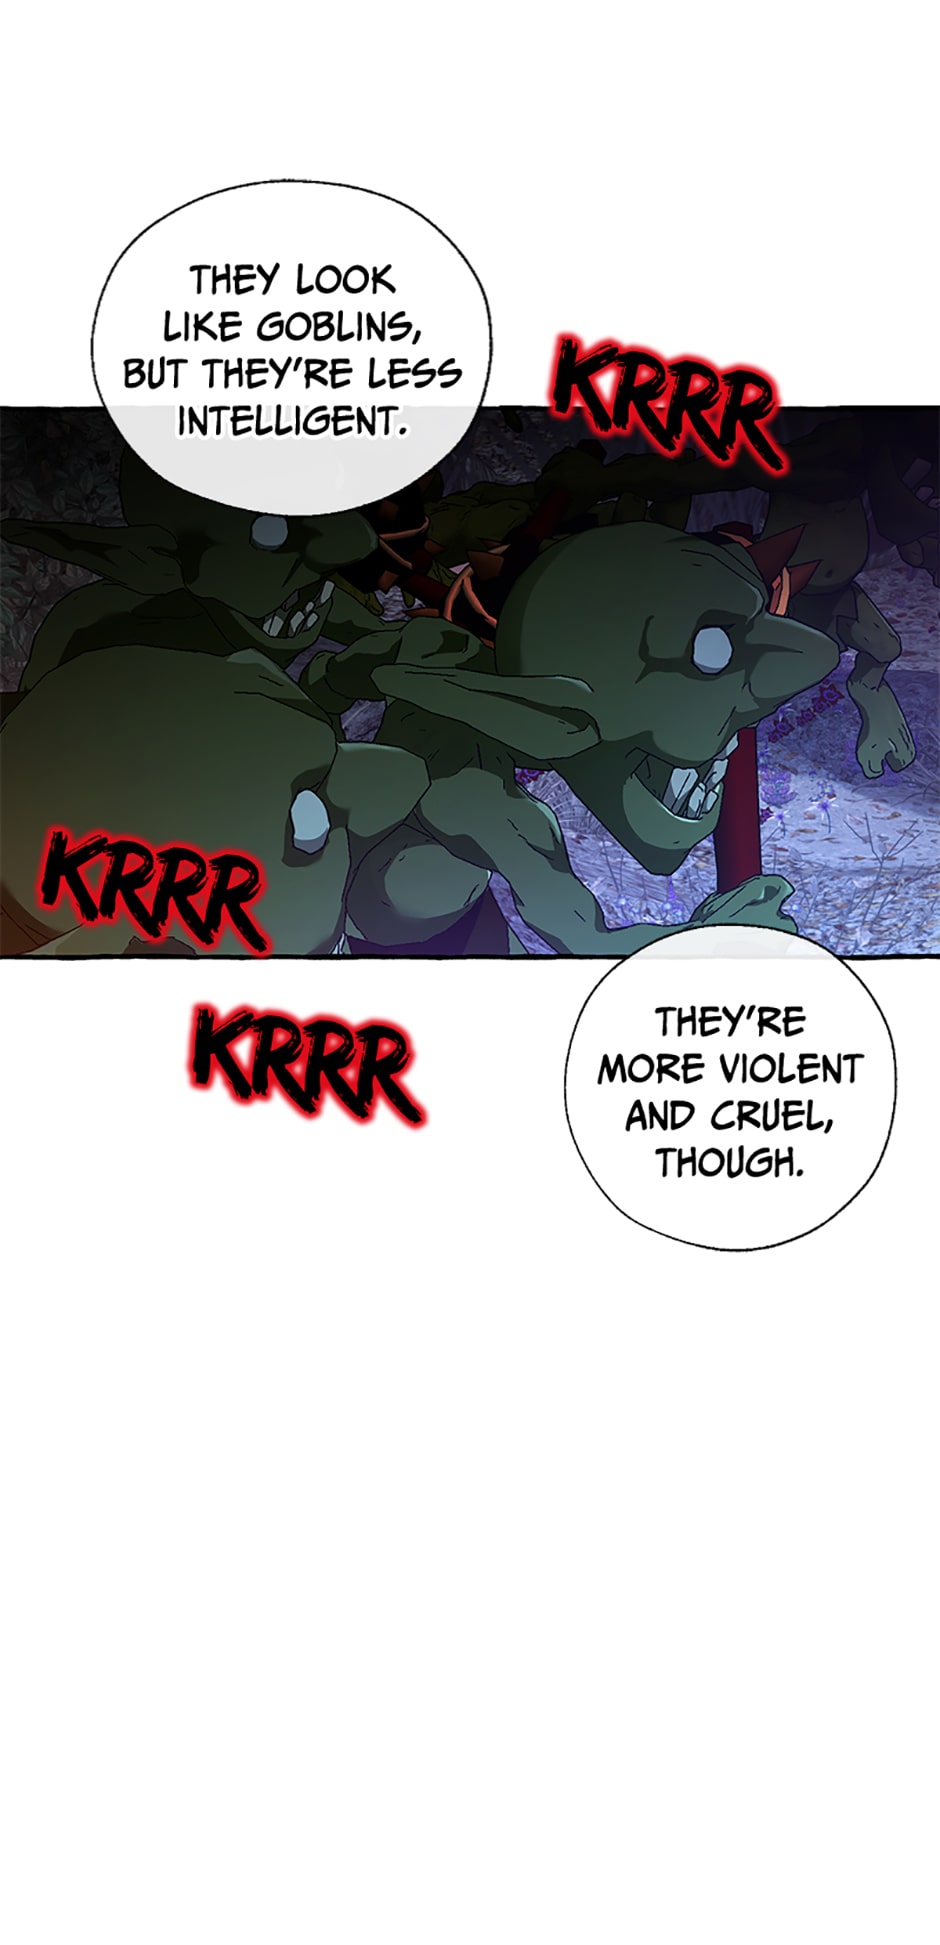 THEY LOOK
LIKE GOBLINS,
BUT THEY'RE LESS
INTELLIGENT.
KRRR
KRRR
KRRR
THEY'RE
MORE VIOLENT
AND CRUEL,
THOUGH.